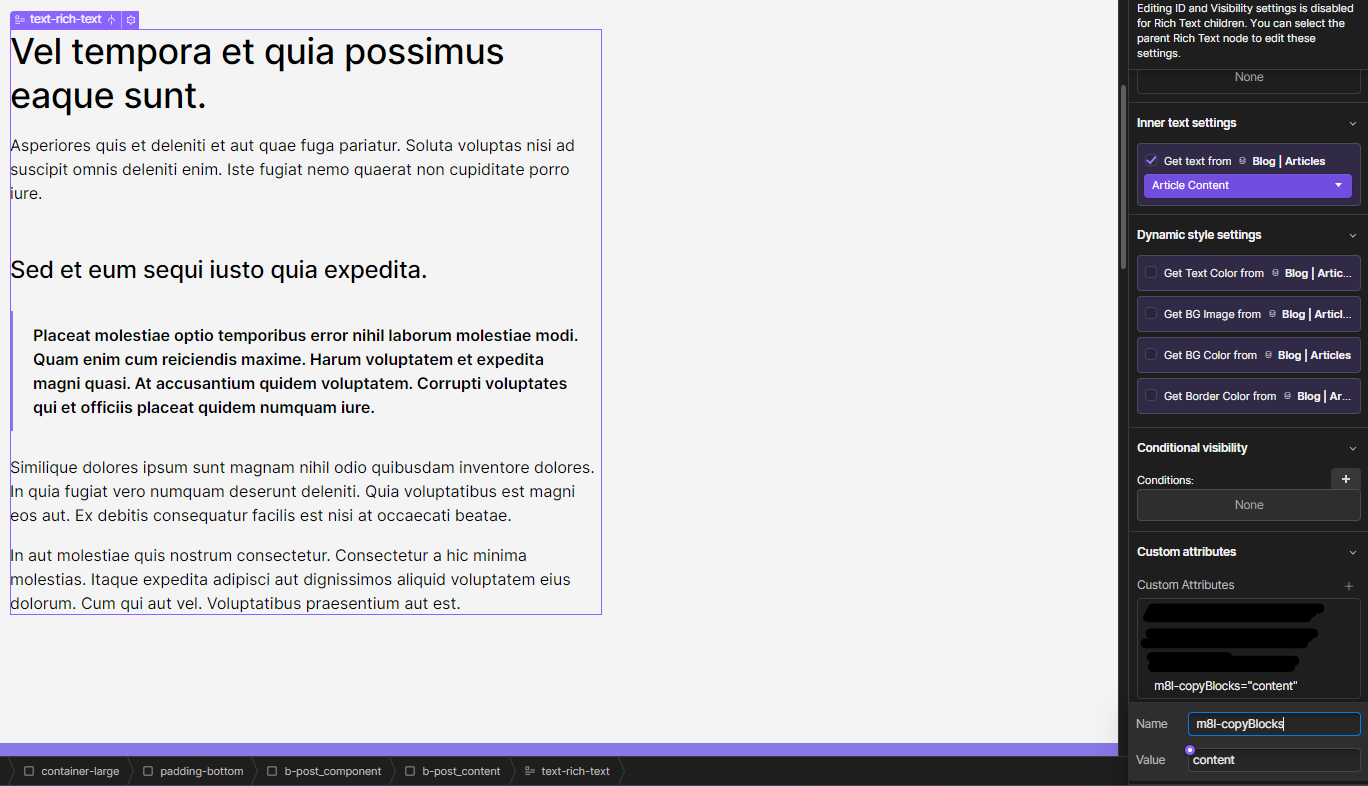 text-rich-text
Vel tempora et quia possimus
eaque sunt.
Asperiores quis et deleniti et aut quae fuga pariatur. Soluta voluptas nisi ad
suscipit omnis deleniti enim. Iste fugiat nemo quaerat non cupiditate porro
iure.
Sed et eum sequi iusto quia expedita.
Placeat molestiae optio temporibus error nihil laborum molestiae modi.
Quam enim cum reiciendis maxime. Harum voluptatem et expedita
magni quasi. At accusantium quidem voluptatem. Corrupti voluptates
qui et officiis placeat quidem numquam iure.
Similique dolores ipsum sunt magnam nihil odio quibusdam inventore dolores.
In quia fugiat vero numquam deserunt deleniti. Quia voluptatibus est magni
eos aut. Ex debitis consequatur facilis est nisi at occaecati beatae.
In aut molestiae quis nostrum consectetur. Consectetur a hic minima
molestias. Itaque expedita adipisci aut dignissimos aliquid voluptatem eius
dolorum. Cum qui aut vel. Voluptatibus praesentium aut est.
container-large
padding-bottom
b-post_component
b-post_content
text-rich-text
Editing ID and Visibility settings is disabled
for Rich Text children. You can select the
parent Rich Text node to edit these
settings.
None
Inner text settings
Get text from Blog | Articles
Article Content
Dynamic style settings
Get Text Color from Blog | Artic...
Get BG Image from Blog | Articl...
Get BG Color from Blog | Articles
Get Border Color from Blog | Ar...
Conditional visibility
Conditions: +
None
Custom attributes
Custom Attributes +
m8l-copyBlocks="content"
Name m8l-copyBlocks
Value content